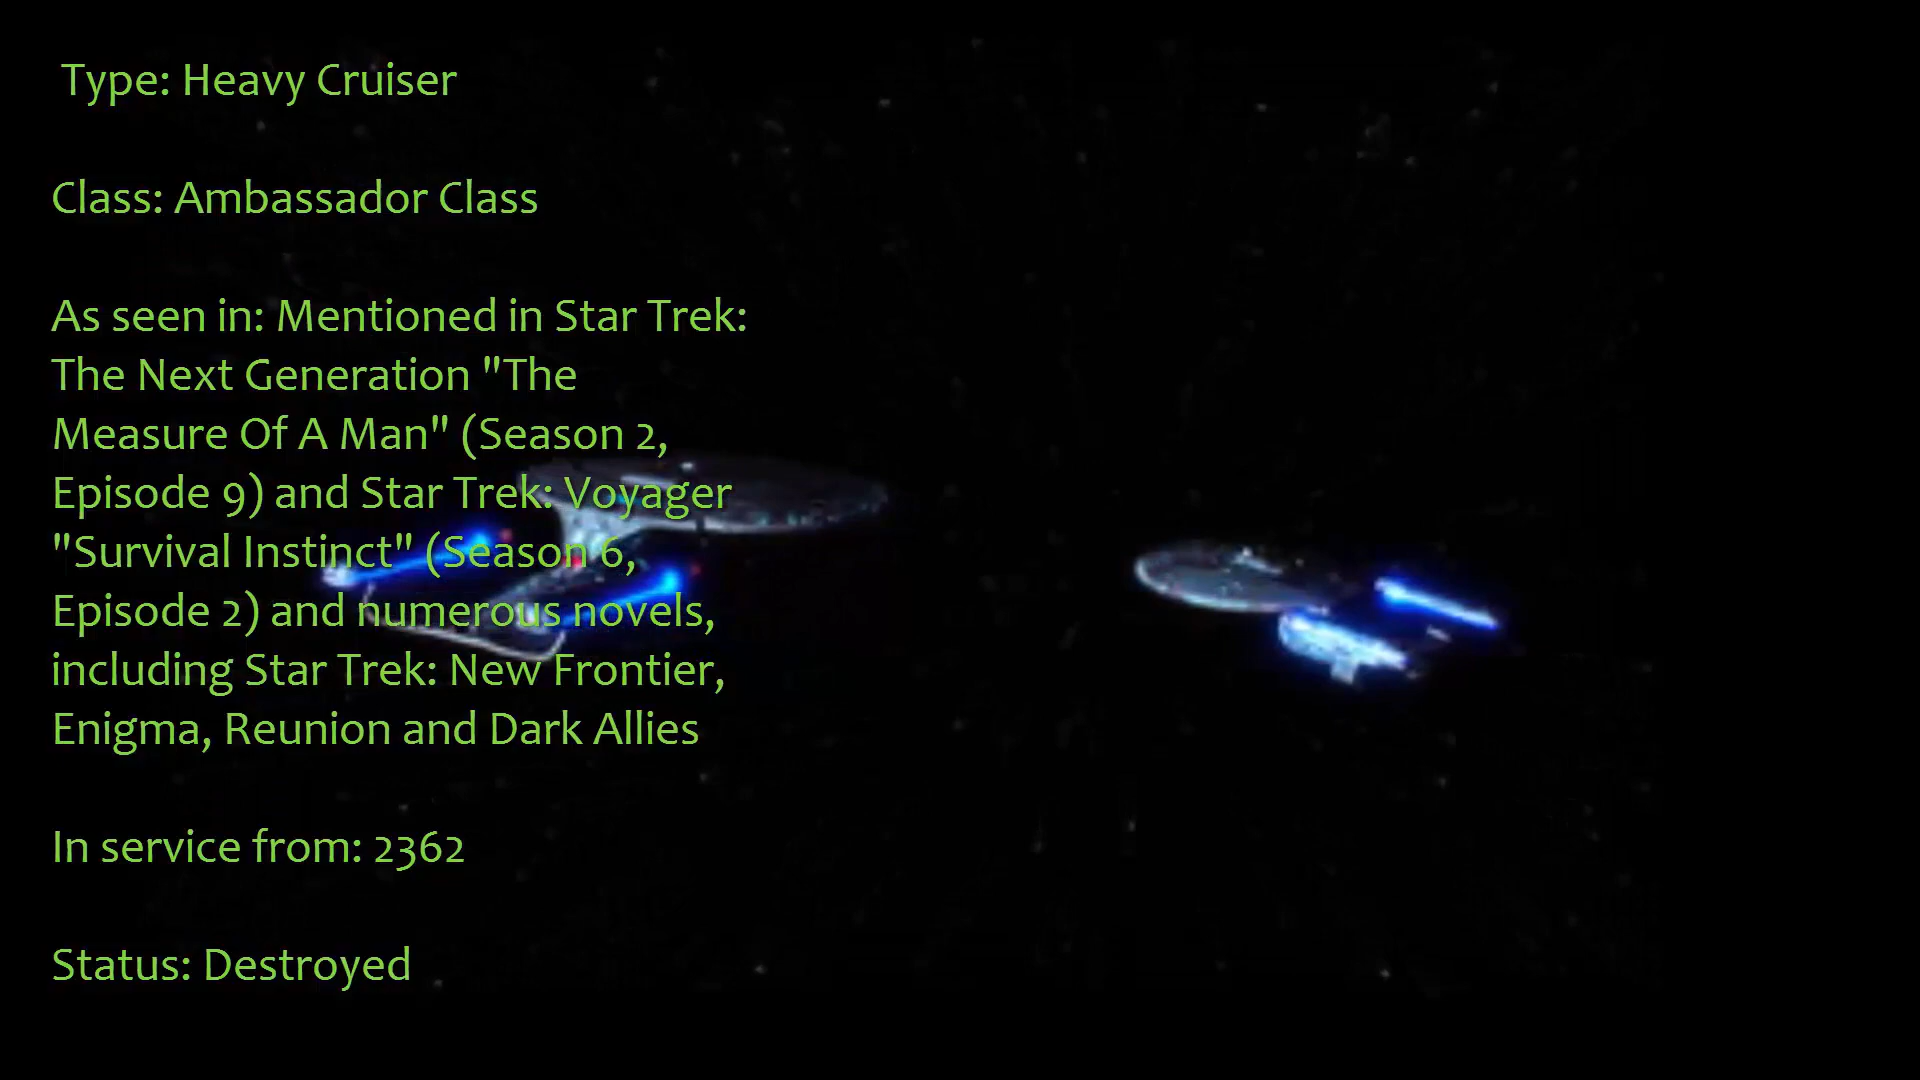 Type: Heavy Cruiser
Class: Ambassador Class
As seen in: Mentioned in Star Trek:
The Next Generation "The
Measure Of A Man" (Season 2,
Episode 9) and Star Trek: Voyager
"Survival Instinct" (Season 6,
Episode 2) and numerous novels,
including Star Trek: New Frontier,
Enigma, Reunion and Dark Allies
In service from: 2362
Status: Destroyed